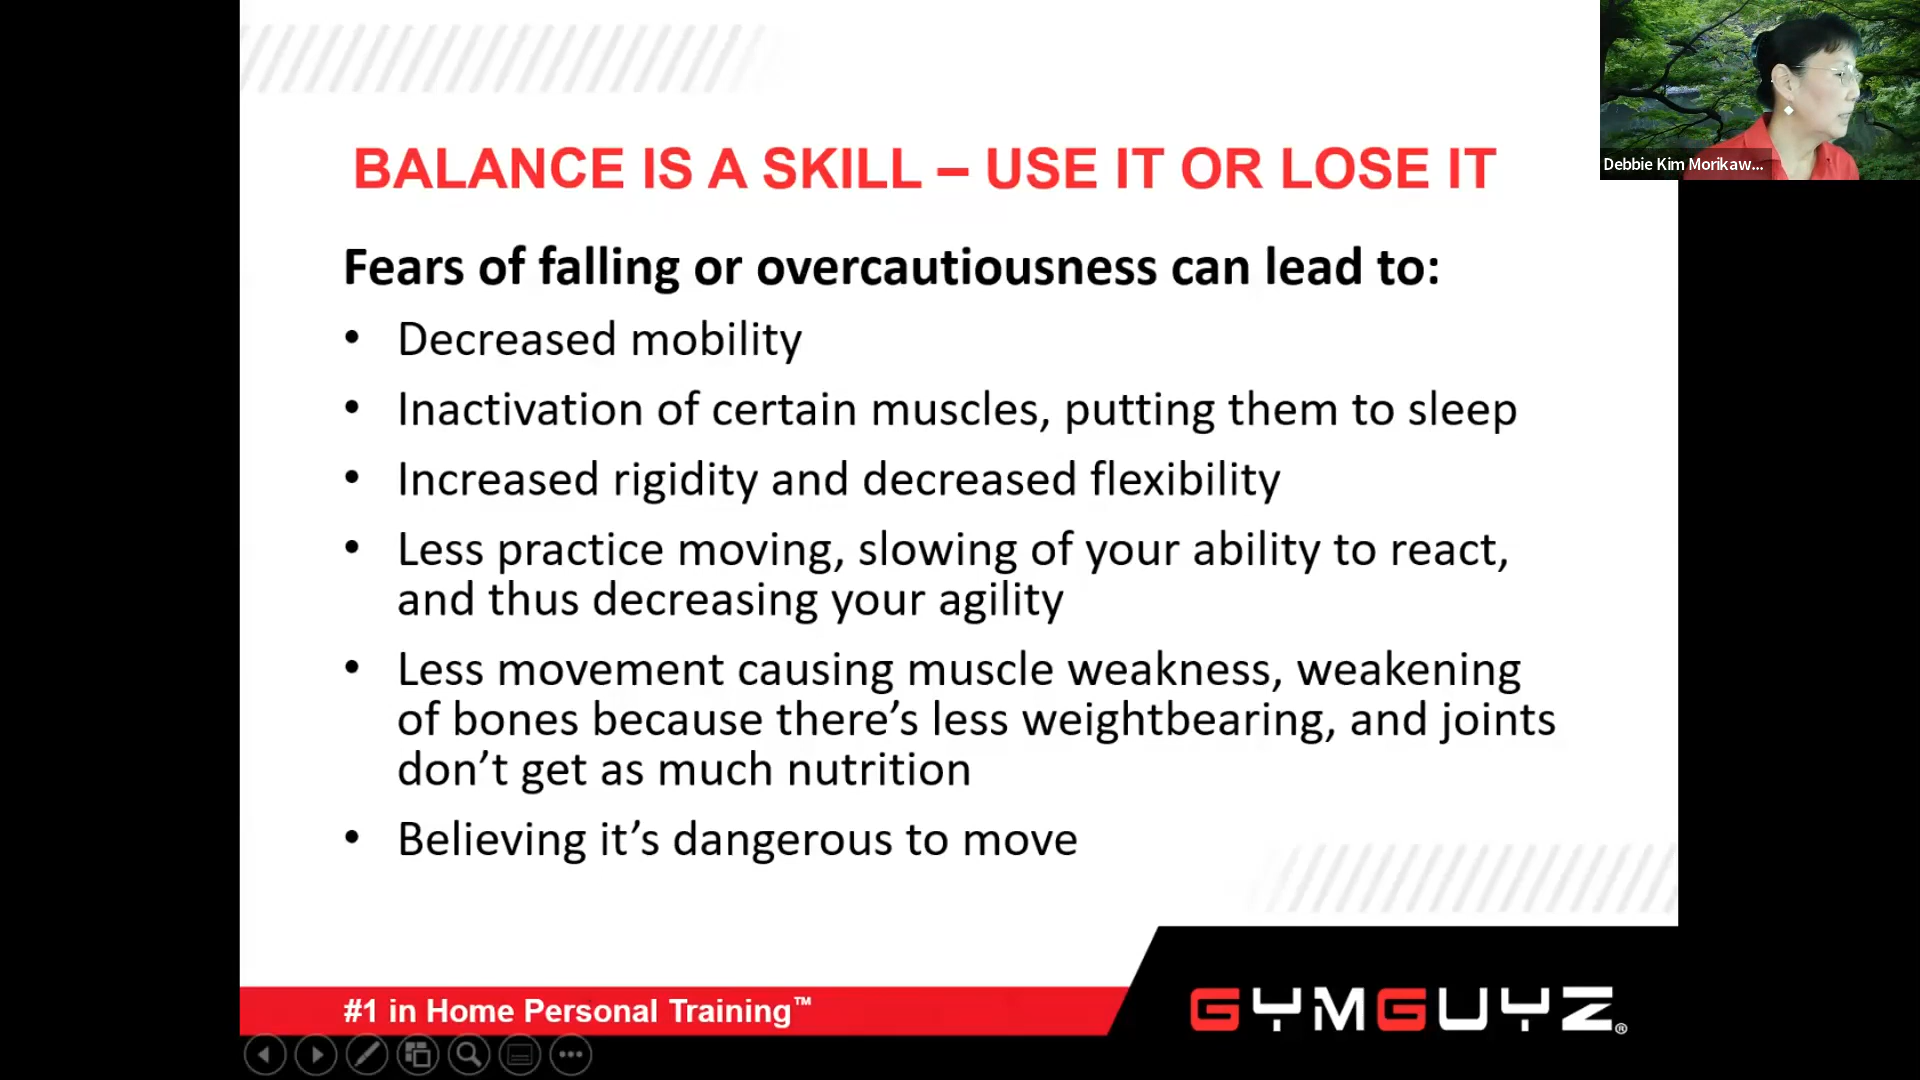 BALANCE IS A SKILL – USE IT OR LOSE IT
Debbie Kim Morikaw...
Fears of falling or overcautiousness can lead to:
• Decreased mobility
• Inactivation of certain muscles, putting them to sleep
• Increased rigidity and decreased flexibility
• Less practice moving, slowing of your ability to react,
and thus decreasing your agility
• Less movement causing muscle weakness, weakening
of bones because there’s less weightbearing, and joints
don’t get as much nutrition
• Believing it’s dangerous to move
#1 in Home Personal Training™
GYMGUYZ®